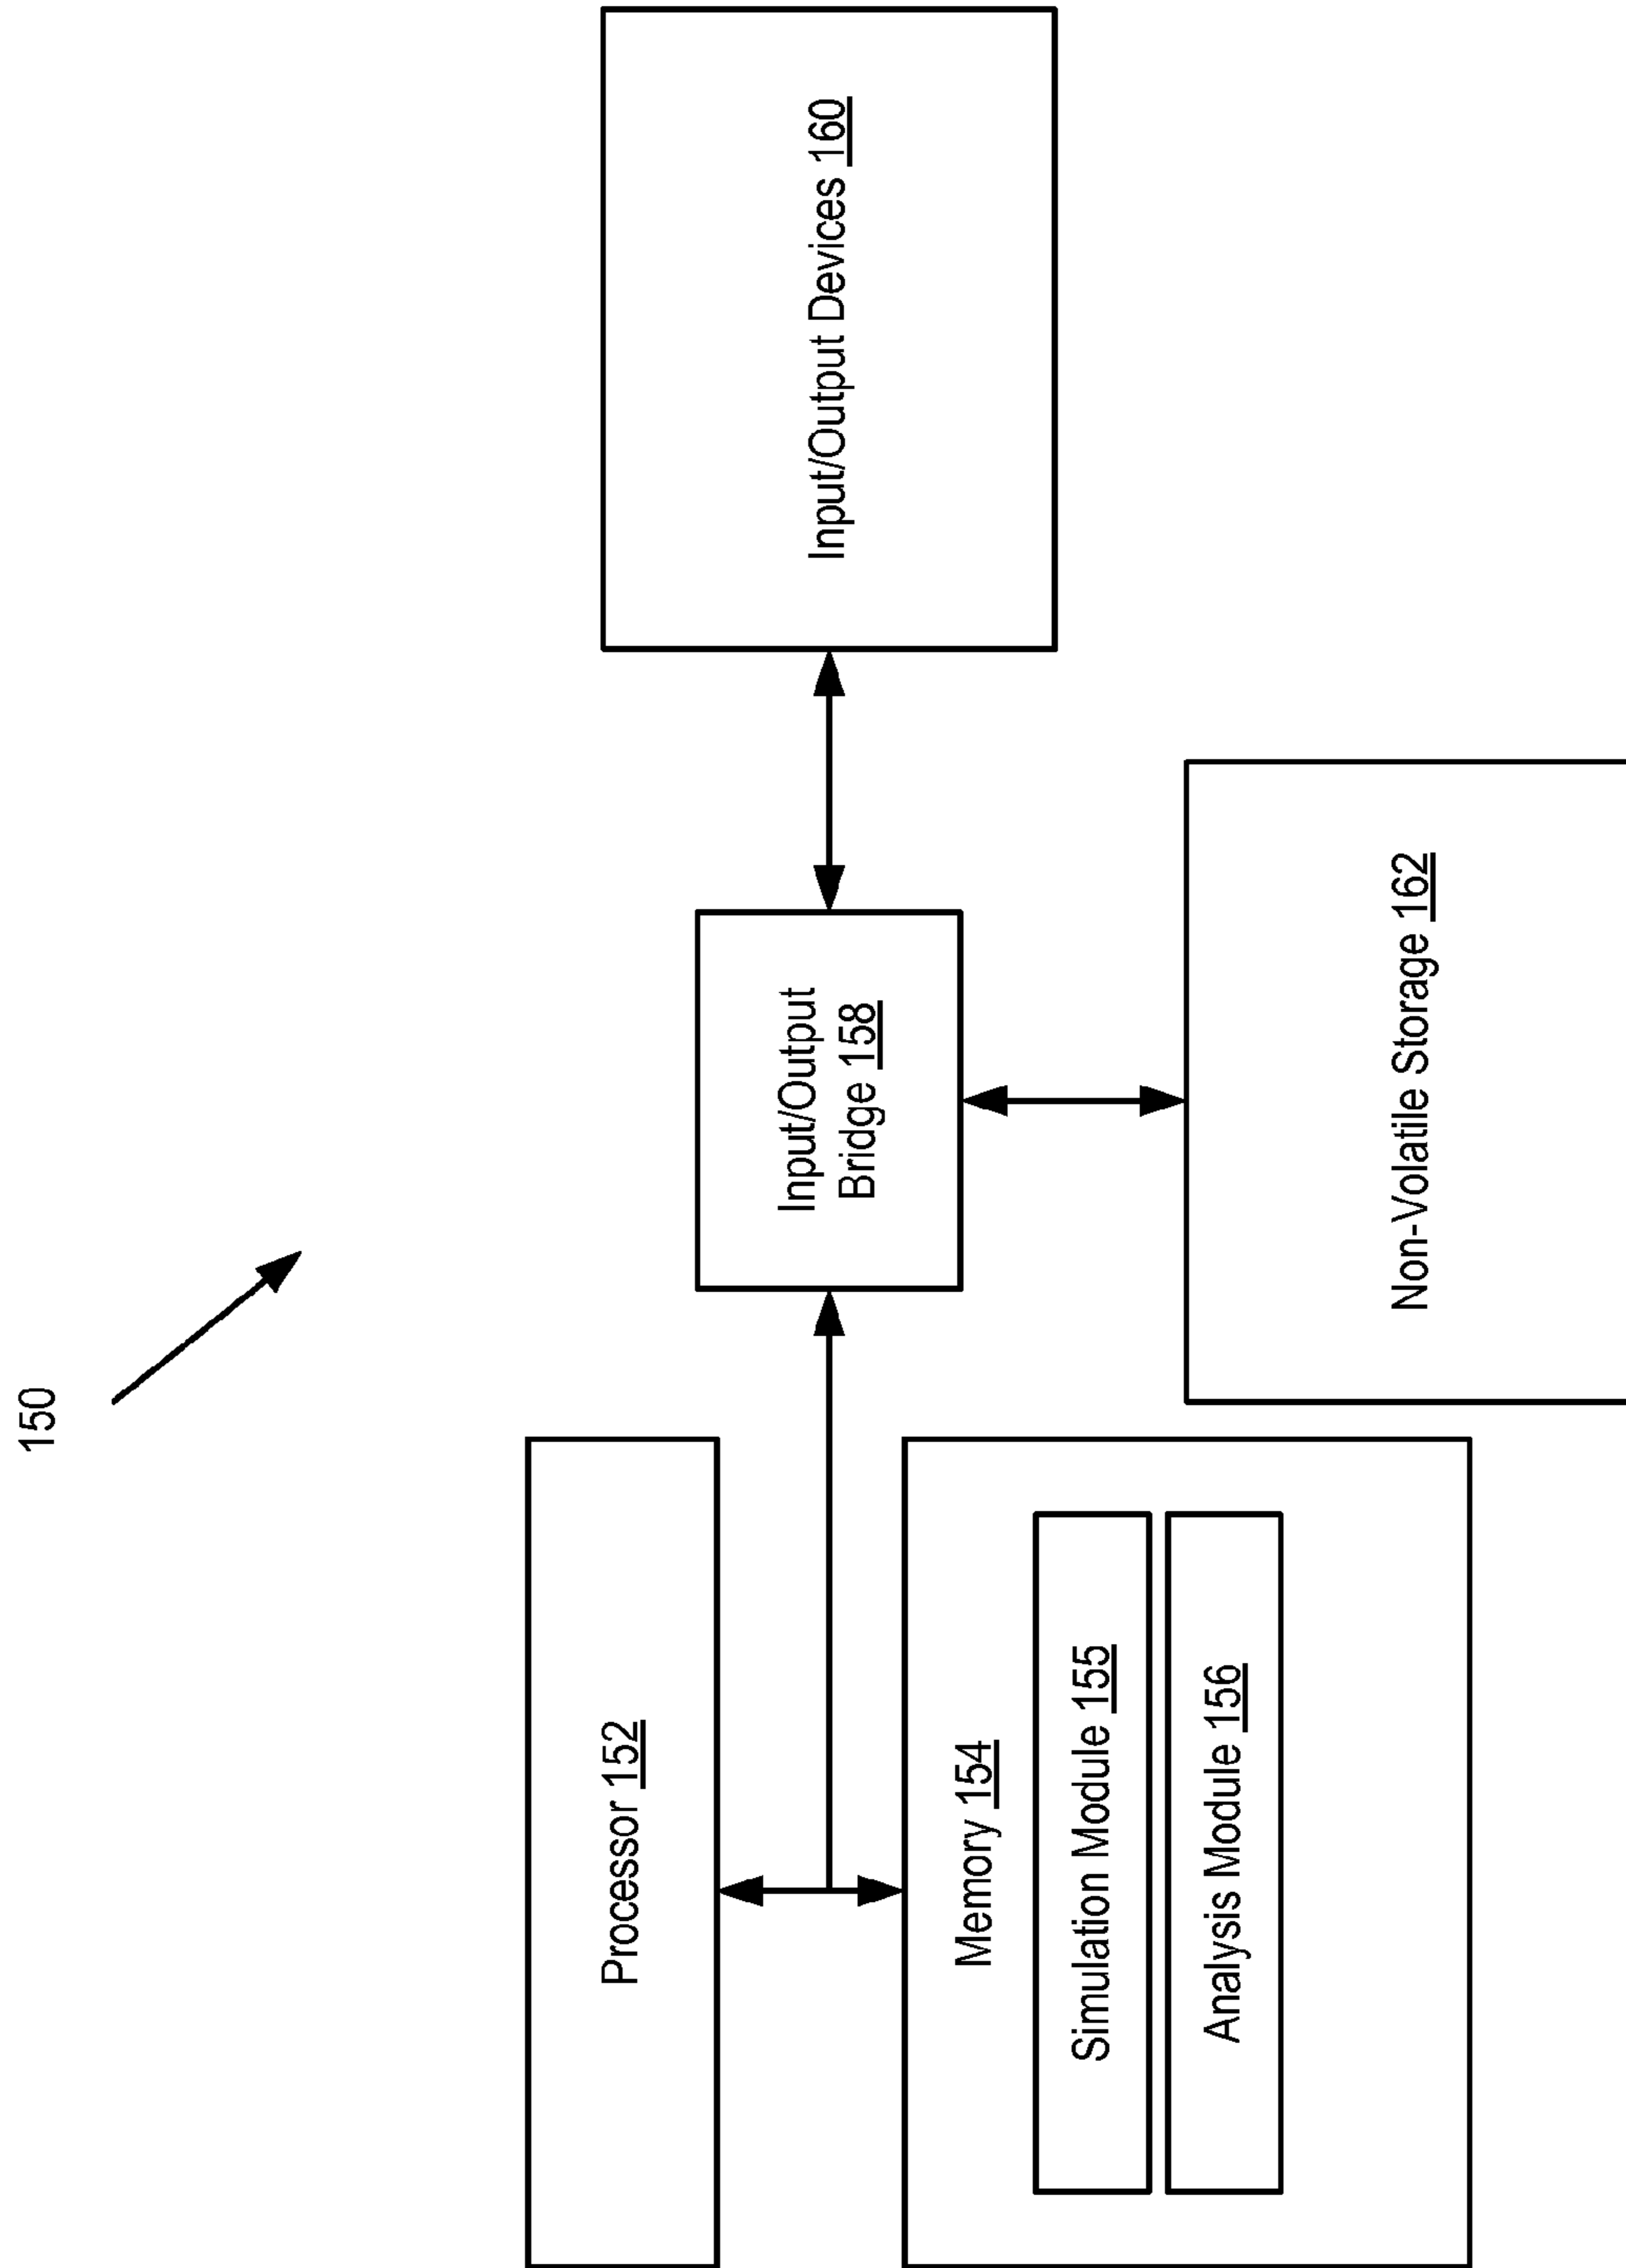 150
Processor 152
Memory 154
Simulation Module 155
Analysis Module 156
Input/Output
Bridge 158
Input/Output Devices 160
Non-Volatile Storage 162